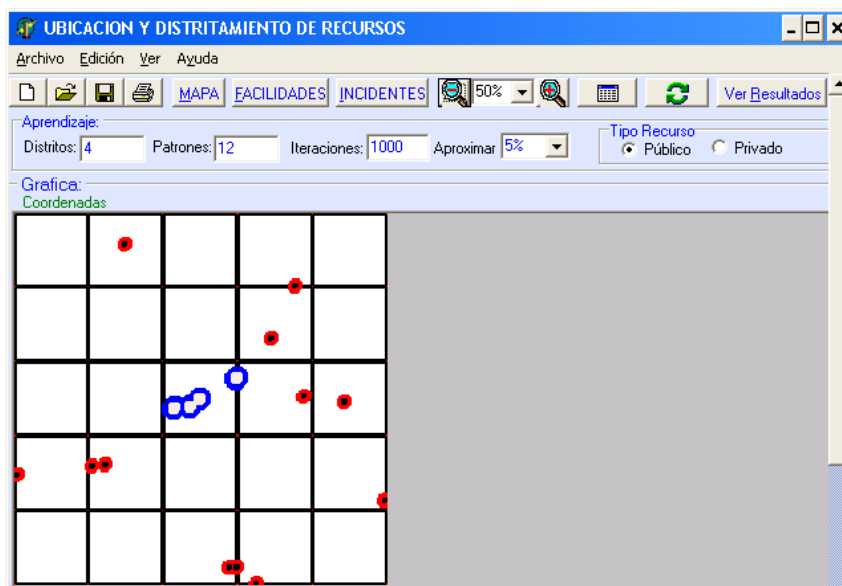 UBICACION Y DISTRITAMIENTO DE RECURSOS
Archivo Edición Ver Ayuda
MAPA FACILIDADES INCIDENTES 50% Ver Resultados
Aprendizaje:
Distritos: 4 Patrones: 12 Iteraciones: 1000 Aproximar 5% Tipo Recurso
Público Privado
Grafica:
Coordenadas